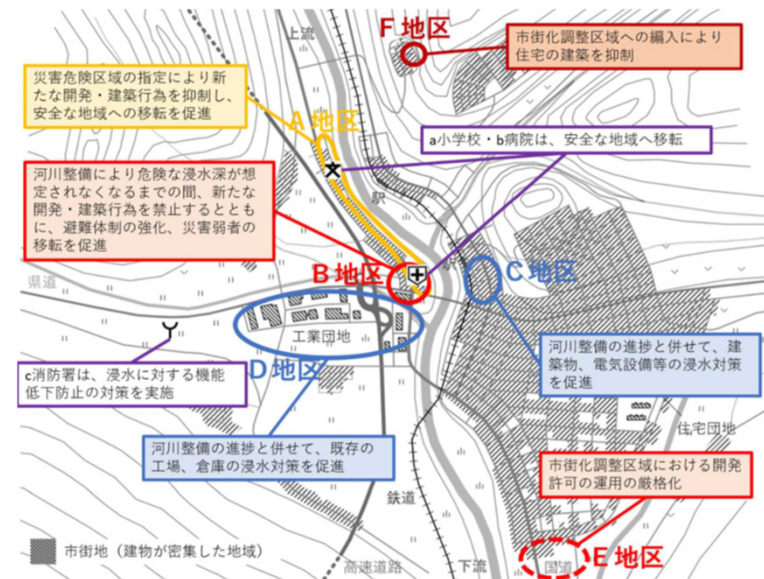 上流
F地区
市街化調整区域への編入により
住宅の建築を抑制
災害危険区域の指定により新
たな開発・建築行為を抑制し、
安全な地域への移転を促進
A地区
a小学校・b病院は、安全な地域へ移転
河川整備により危険な浸水深が想
定されなくなるまでの間、新たな
開発・建築行為を禁止するととも
に、避難体制の強化、災害弱者の
移転を促進
駅
駅
県道
B地区
C地区
工業団地
D地区
c消防署は、浸水に対する機能
低下防止の対策を実施
河川整備の進捗と併せて、建
築物、電気設備等の浸水対策
を促進
住宅団地
河川整備の進捗と併せて、既存の
工場、倉庫の浸水対策を促進
市街化調整区域における開発
許可の運用の厳格化
鉄道
市街地（建物が密集した地域）
高速道路
下流
国道
E地区